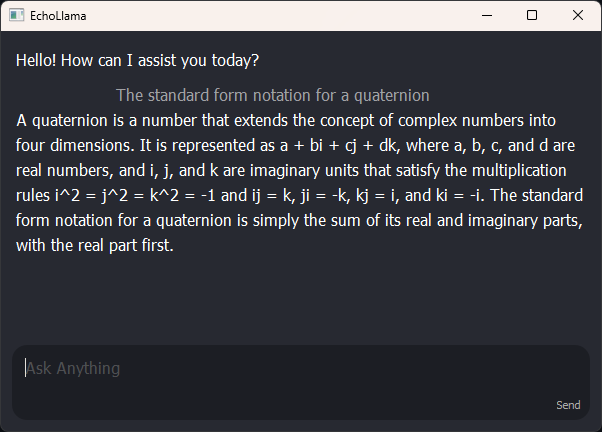 EchoLlama
Hello! How can I assist you today?
The standard form notation for a quaternion
A quaternion is a number that extends the concept of complex numbers into
four dimensions. It is represented as a + bi + cj + dk, where a, b, c, and d are
real numbers, and i, j, and k are imaginary units that satisfy the multiplication
rules i^2 = j^2 = k^2 = -1 and ij = k, ji = -k, kj = i, and ki = -i. The standard
form notation for a quaternion is simply the sum of its real and imaginary parts,
with the real part first.
Ask Anything
Send